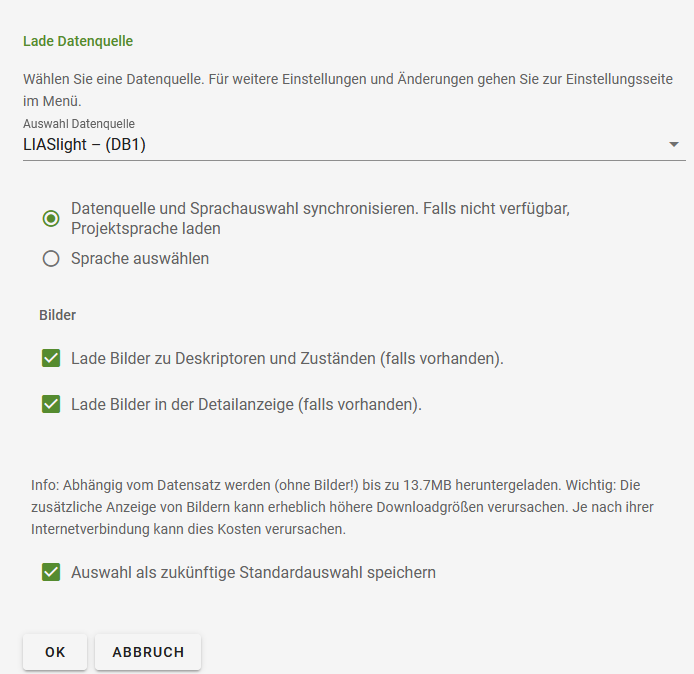 Lade Datenquelle
Wählen Sie eine Datenquelle. Für weitere Einstellungen und Änderungen gehen Sie zur Einstellungsseite
im Menü.
Auswahl Datenquelle
LIASlight – (DB1)
Datenquelle und Sprachauswahl synchronisieren. Falls nicht verfügbar,
Projektsprache laden
Sprache auswählen
Bilder
Lade Bilder zu Deskriptoren und Zuständen (falls vorhanden).
Lade Bilder in der Detailanzeige (falls vorhanden).
Info: Abhängig vom Datensatz werden (ohne Bilder!) bis zu 13.7MB heruntergeladen. Wichtig: Die
zusätzliche Anzeige von Bildern kann erheblich höhere Downloadgrößen verursachen. Je nach ihrer
Internetverbindung kann dies Kosten verursachen.
Auswahl als zukünftige Standardauswahl speichern
OK ABBRUCH